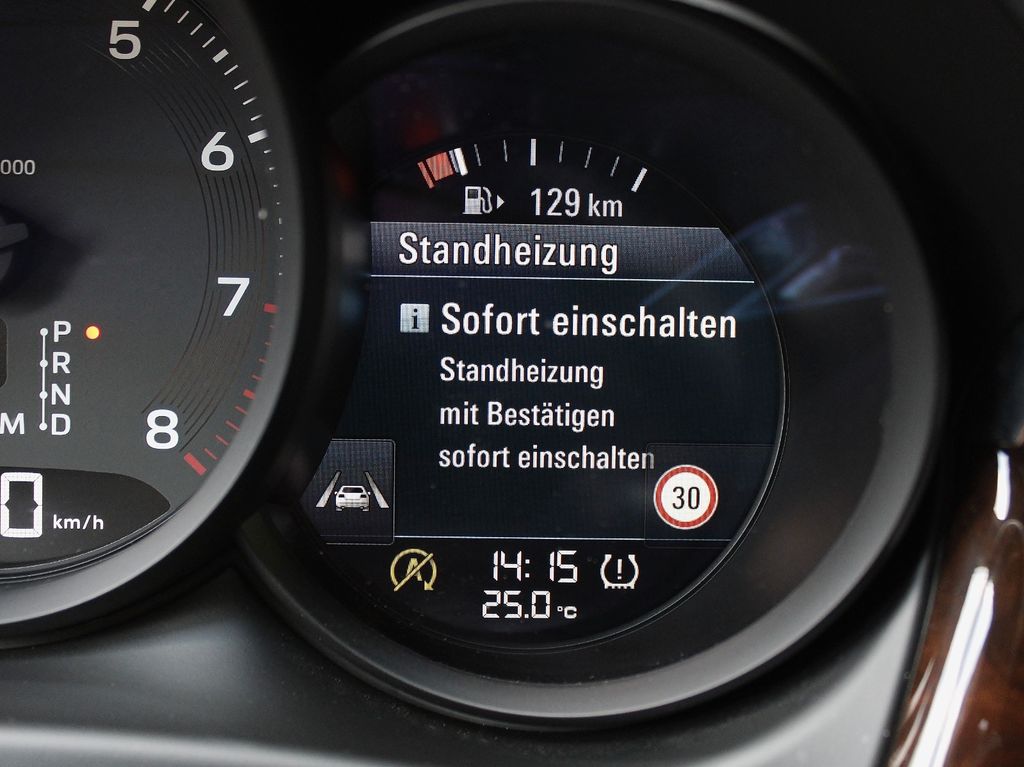 5
6
000
7
8
P
R
N
M D
0 km/h
129 km
Standheizung
i Sofort einschalten
Standheizung
mit Bestätigen
sofort einschalten
30
A 14:15 !
25.0 °C